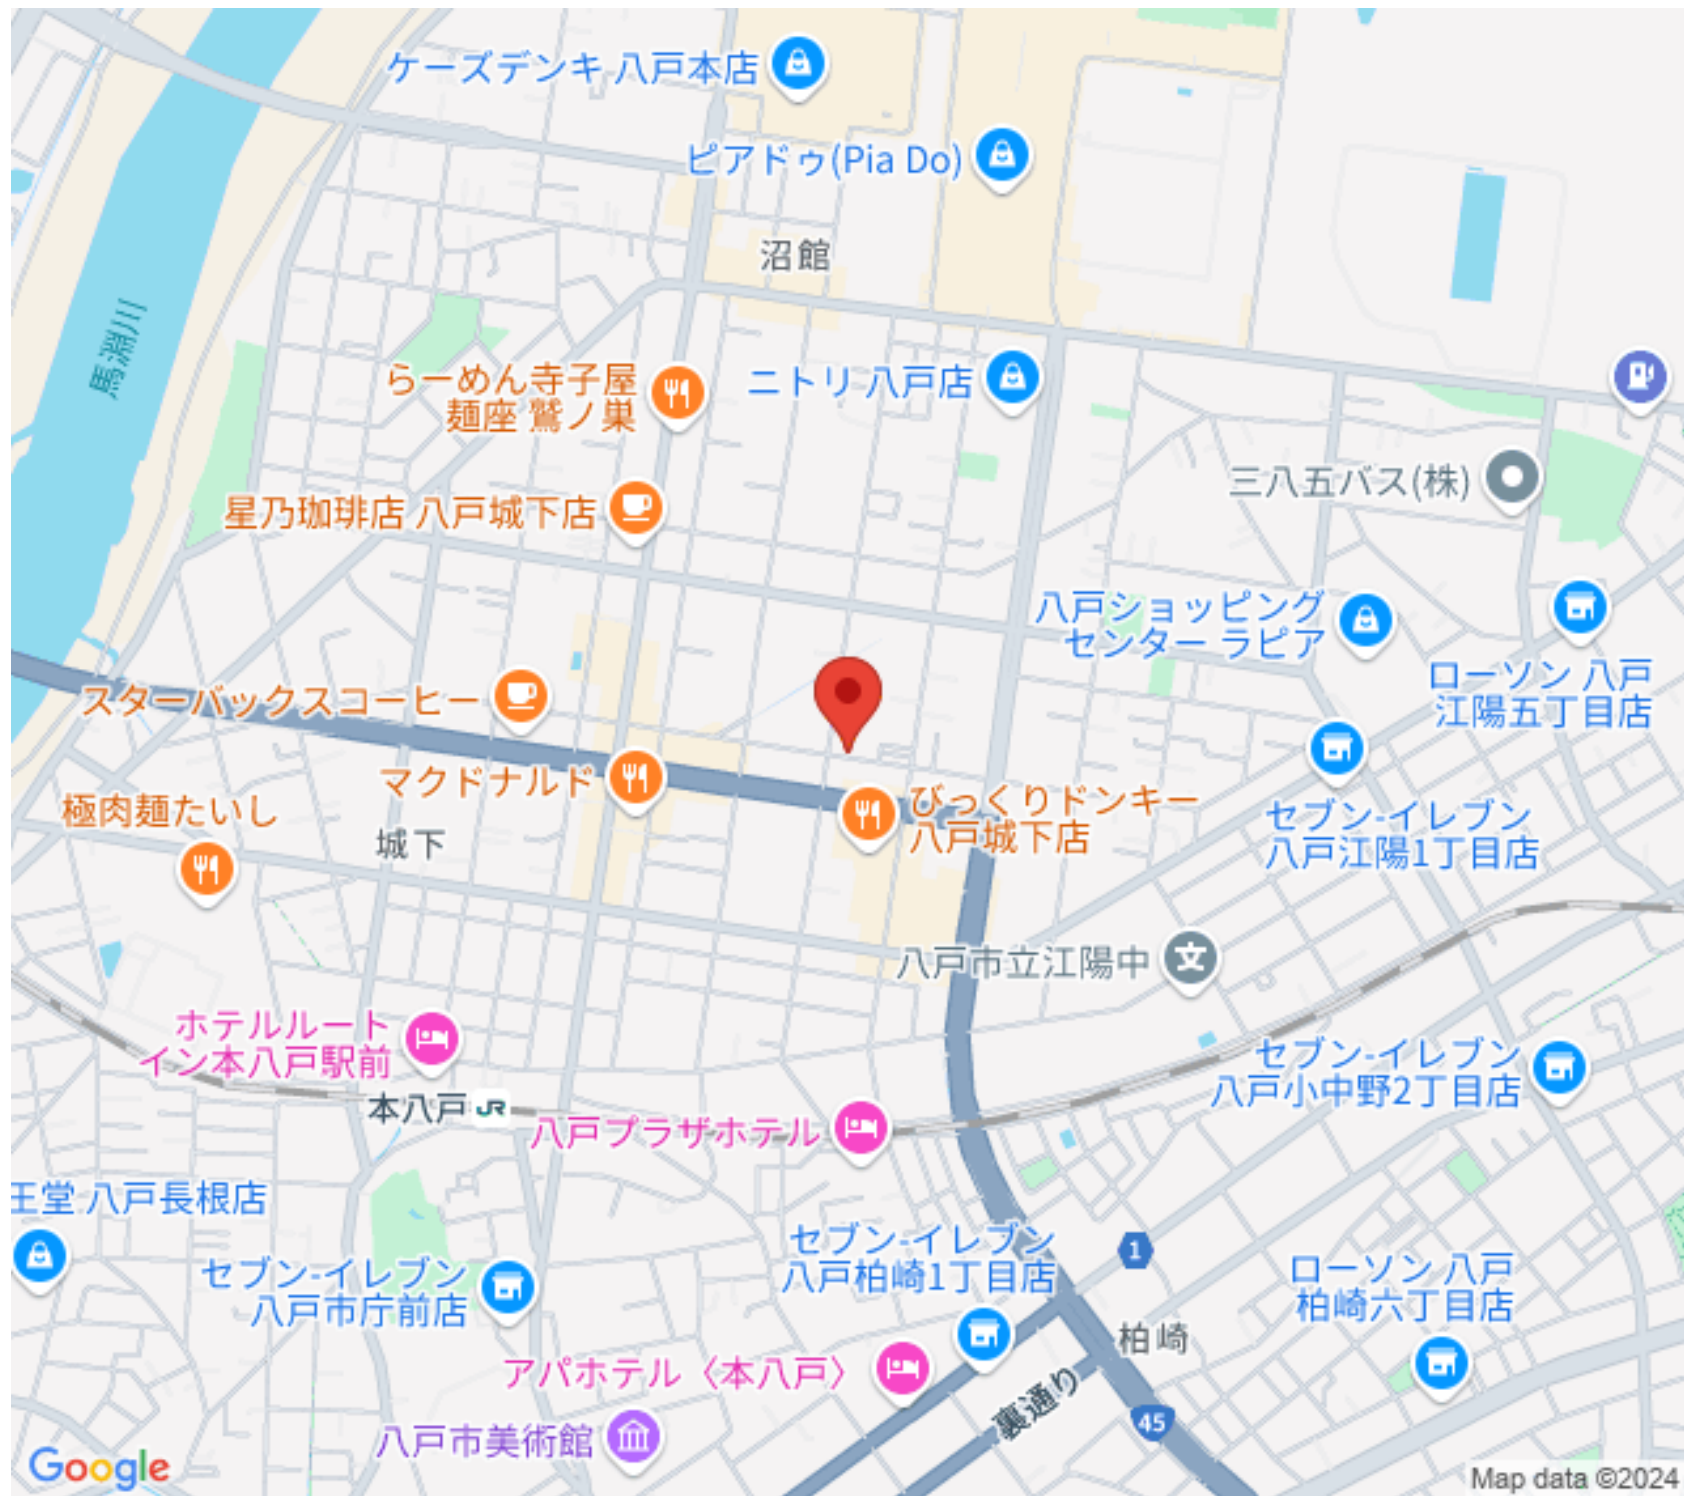 ケーズデンキ 八戸本店
ピアドゥ(Pia Do)
沼館
馬淵川
らーめん寺子屋
麺座 鷲ノ巣
ニトリ 八戸店
三八五バス(株)
星乃珈琲店 八戸城下店
八戸ショッピング
センター ラピア
ローソン 八戸
江陽五丁目店
スターバックスコーヒー
マクドナルド
びっくりドンキー
八戸城下店
セブン-イレブン
八戸江陽1丁目店
極肉麺たいし
城下
八戸市立江陽中
文
ホテルルート
イン本八戸駅前
セブン-イレブン
八戸小中野2丁目店
本八戸 JR
八戸プラザホテル
王堂 八戸長根店
セブン-イレブン
八戸市庁前店
セブン-イレブン
八戸柏崎1丁目店
1
ローソン 八戸
柏崎六丁目店
柏崎
アパホテル〈本八戸〉
裏通り
45
八戸市美術館
Google
Map data ©2024